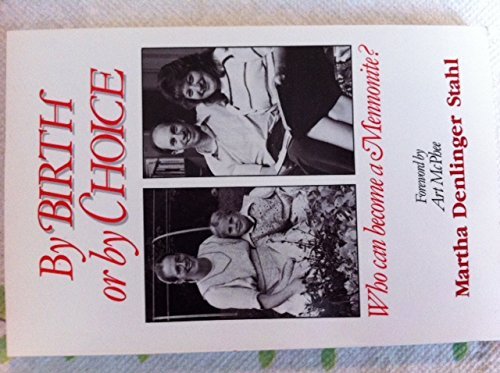 By BIRTH
or by CHOICE
Who can become a Mennonite?
Foreword by
Art McPhee
Martha Denlinger Stahl